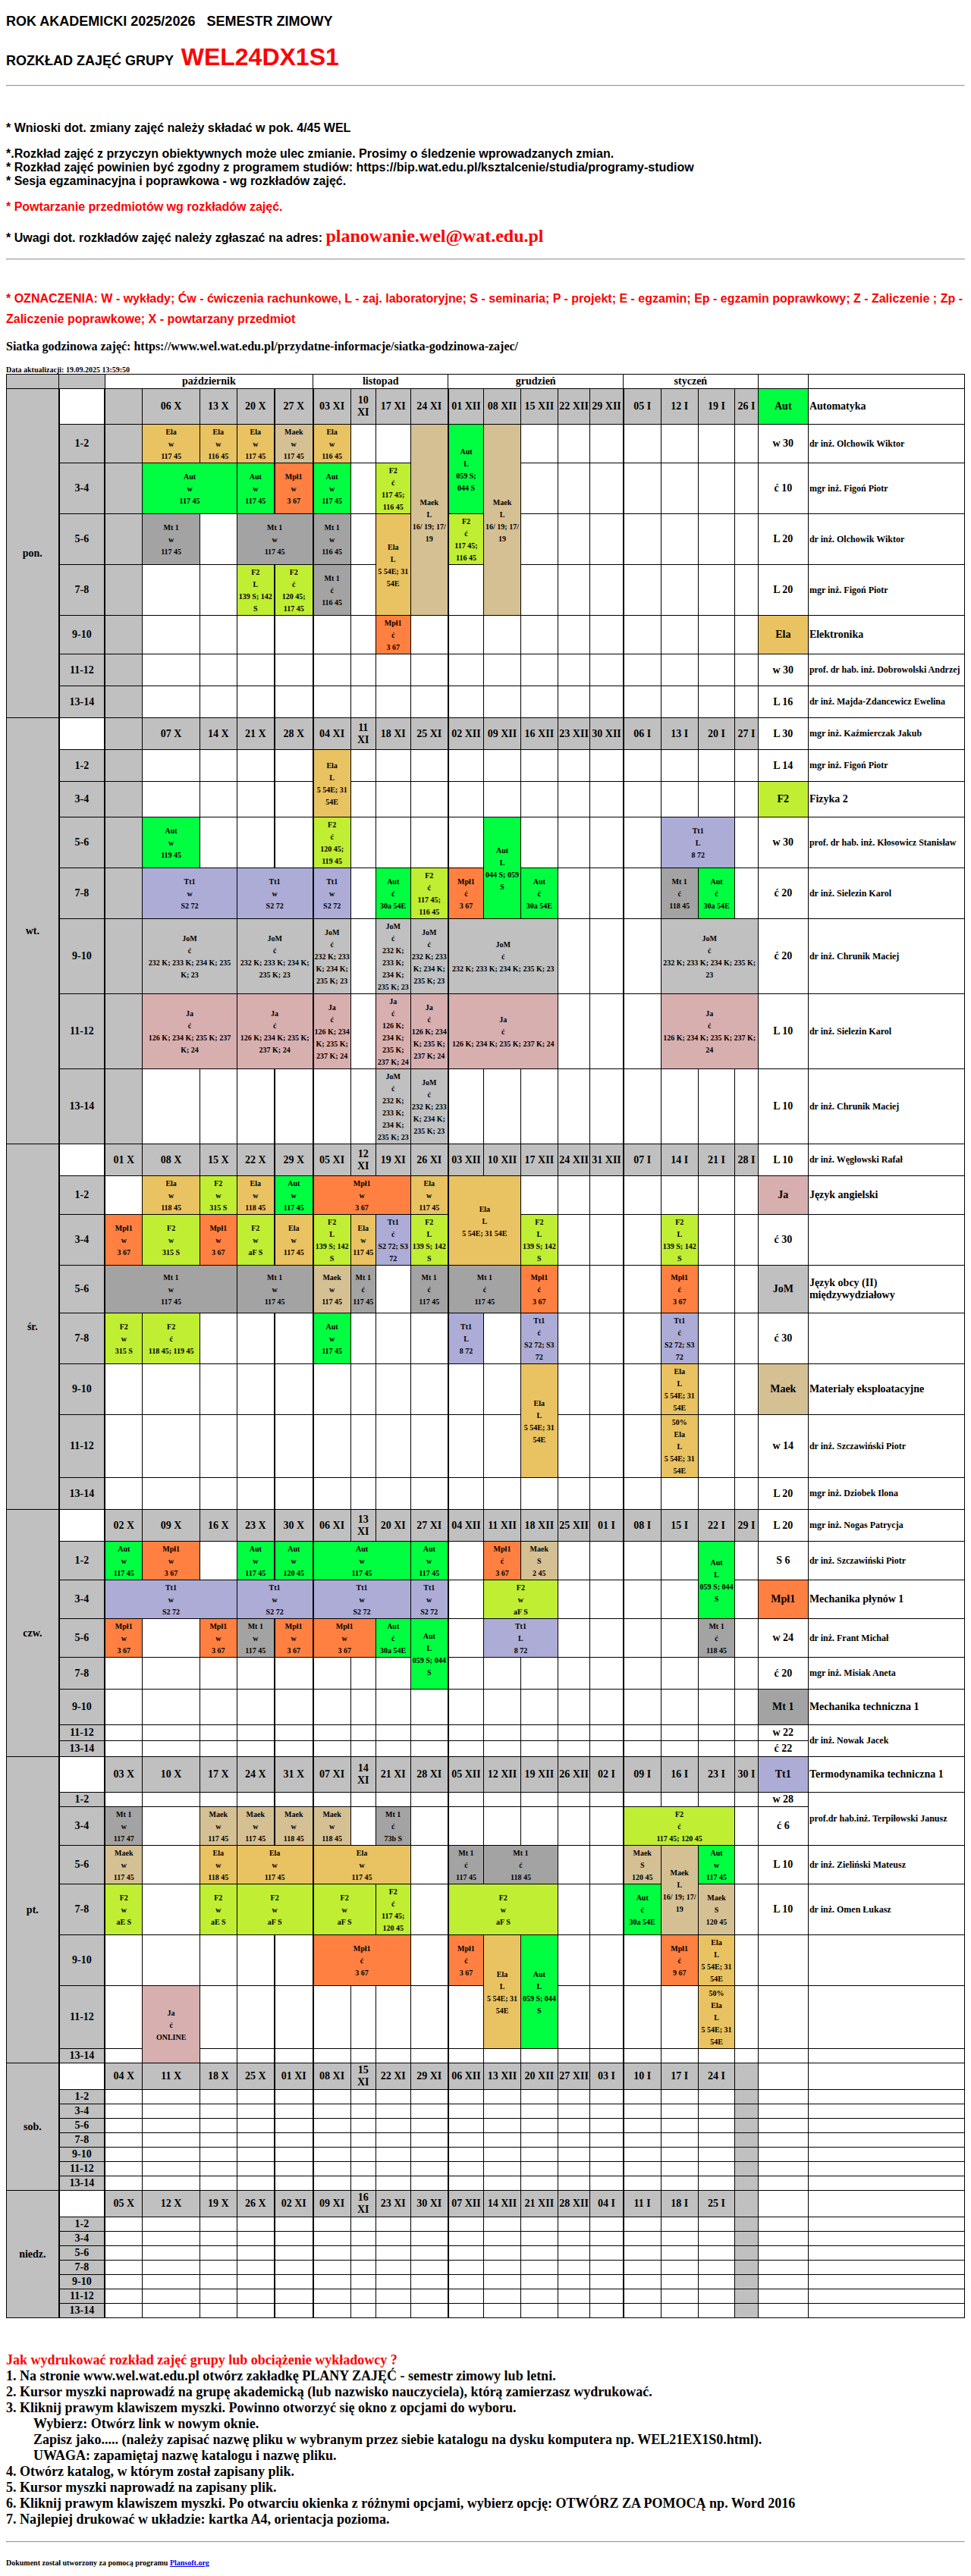 ROK AKADEMICKI 2025/2026 SEMESTR ZIMOWY
ROZKŁAD ZAJĘĆ GRUPY WEL24DX1S1
* Wnioski dot. zmiany zajęć należy składać w pok. 4/45 WEL
*.Rozkład zajęć z przyczyn obiektywnych może ulec zmianie. Prosimy o śledzenie wprowadzanych zmian.
* Rozkład zajęć powinien być zgodny z programem studiów: https://bip.wat.edu.pl/ksztalcenie/studia/programy-studiow
* Sesja egzaminacyjna i poprawkowa - wg rozkładów zajęć.
* Powtarzanie przedmiotów wg rozkładów zajęć.
* Uwagi dot. rozkładów zajęć należy zgłaszać na adres: planowanie.wel@wat.edu.pl
* OZNACZENIA: W - wykłady; Ćw - ćwiczenia rachunkowe, L - zaj. laboratoryjne; S - seminaria; P - projekt; E - egzamin; Ep - egzamin poprawkowy; Z - Zaliczenie ; Zp -
Zaliczenie poprawkowe; X - powtarzany przedmiot
Siatka godzinowa zajęć: https://www.wel.wat.edu.pl/przydatne-informacje/siatka-godzinowa-zajec/
Data aktualizacji: 19.09.2025 13:59:50
październik listopad grudzień styczeń
pon. 06 X 13 X 20 X 27 X 03 XI 10 XI 17 XI 24 XI 01 XII 08 XII 15 XII 22 XII 29 XII 05 I 12 I 19 I 26 I Aut Automatyka
1-2 Ela w 117 45 Ela w 116 45 Ela w 117 45 Maek w 117 45 Ela w 116 45 Maek L 16/ 19; 17/ 19 Aut L 059 S; 044 S Maek L 16/ 19; 17/ 19 w 30 dr inż. Olchowik Wiktor
3-4 Aut w 117 45 Aut w 117 45 Mpł1 w 3 67 Aut w 117 45 F2 ć 117 45; 116 45 ć 10 mgr inż. Figoń Piotr
5-6 Mt 1 w 117 45 Mt 1 w 117 45 Mt 1 w 116 45 Ela L 5 54E; 31 54E F2 ć 117 45; 116 45 L 20 dr inż. Olchowik Wiktor
7-8 F2 L 139 S; 142 S F2 ć 120 45; 117 45 Mt 1 ć 116 45 L 20 mgr inż. Figoń Piotr
9-10 Mpł1 ć 3 67 Ela Elektronika
11-12 w 30 prof. dr hab. inż. Dobrowolski Andrzej
13-14 L 16 dr inż. Majda-Zdancewicz Ewelina
wt. 07 X 14 X 21 X 28 X 04 XI 11 XI 18 XI 25 XI 02 XII 09 XII 16 XII 23 XII 30 XII 06 I 13 I 20 I 27 I L 30 mgr inż. Kaźmierczak Jakub
1-2 Ela L 5 54E; 31 54E L 14 mgr inż. Figoń Piotr
3-4 F2 Fizyka 2
5-6 Aut w 119 45 F2 ć 120 45; 119 45 Aut L 044 S; 059 S Tt1 L 8 72 w 30 prof. dr hab. inż. Kłosowicz Stanisław
7-8 Tt1 w S2 72 Tt1 w S2 72 Tt1 w S2 72 Aut ć 30a 54E F2 ć 117 45; 116 45 Mpł1 ć 3 67 Aut ć 30a 54E Mt 1 ć 118 45 Aut ć 30a 54E ć 20 dr inż. Sielezin Karol
9-10 JoM ć 232 K; 233 K; 234 K; 235 K; 23 JoM ć 232 K; 233 K; 234 K; 235 K; 23 JoM ć 232 K; 233 K; 234 K; 235 K; 23 JoM ć 232 K; 233 K; 234 K; 235 K; 23 JoM ć 232 K; 233 K; 234 K; 235 K; 23 JoM ć 232 K; 233 K; 234 K; 235 K; 23 JoM ć 232 K; 233 K; 234 K; 235 K; 23 ć 20 dr inż. Chrunik Maciej
11-12 Ja ć 126 K; 234 K; 235 K; 237 K; 24 Ja ć 126 K; 234 K; 235 K; 237 K; 24 Ja ć 126 K; 234 K; 235 K; 237 K; 24 Ja ć 126 K; 234 K; 235 K; 237 K; 24 Ja ć 126 K; 234 K; 235 K; 237 K; 24 Ja ć 126 K; 234 K; 235 K; 237 K; 24 Ja ć 126 K; 234 K; 235 K; 237 K; 24 L 10 dr inż. Sielezin Karol
13-14 JoM ć 232 K; 233 K; 234 K; 235 K; 23 JoM ć 232 K; 233 K; 234 K; 235 K; 23 L 10 dr inż. Chrunik Maciej
śr. 01 X 08 X 15 X 22 X 29 X 05 XI 12 XI 19 XI 26 XI 03 XII 10 XII 17 XII 24 XII 31 XII 07 I 14 I 21 I 28 I L 10 dr inż. Węgłowski Rafał
1-2 Ela w 118 45 F2 w 315 S Ela w 118 45 Aut w 117 45 Mpł1 w 3 67 Ela w 117 45 Ela L 5 54E; 31 54E Ja Język angielski
3-4 Mpł1 w 3 67 F2 w 315 S Mpł1 w 3 67 F2 w aF S Ela w 117 45 F2 L 139 S; 142 S Ela w 117 45 Tt1 ć S2 72; S3 72 F2 L 139 S; 142 S F2 L 139 S; 142 S F2 L 139 S; 142 S ć 30
5-6 Mt 1 w 117 45 Mt 1 w 117 45 Maek w 117 45 Mt 1 ć 117 45 Mt 1 ć 117 45 Mt 1 ć 117 45 Mpł1 ć 3 67 Mpł1 ć 3 67 JoM Język obcy (II) międzywydziałowy
7-8 F2 w 315 S F2 ć 118 45; 119 45 Aut w 117 45 Tt1 L 8 72 Tt1 ć S2 72; S3 72 Tt1 ć S2 72; S3 72 ć 30
9-10 Ela L 5 54E; 31 54E Ela L 5 54E; 31 54E Maek Materiały eksploatacyjne
11-12 50% Ela L 5 54E; 31 54E w 14 dr inż. Szczawiński Piotr
13-14 L 20 mgr inż. Dziobek Ilona
czw. 02 X 09 X 16 X 23 X 30 X 06 XI 13 XI 20 XI 27 XI 04 XII 11 XII 18 XII 25 XII 01 I 08 I 15 I 22 I 29 I L 20 mgr inż. Nogas Patrycja
1-2 Aut w 117 45 Mpł1 w 3 67 Aut w 117 45 Aut w 120 45 Aut w 117 45 Aut w 117 45 Mpł1 ć 3 67 Maek S 2 45 Aut L 059 S; 044 S S 6 dr inż. Szczawiński Piotr
3-4 Tt1 w S2 72 Tt1 w S2 72 Tt1 w S2 72 Tt1 w S2 72 F2 w aF S Mpł1 Mechanika płynów 1
5-6 Mpł1 w 3 67 Mpł1 w 3 67 Mt 1 w 117 45 Mpł1 w 3 67 Mpł1 w 3 67 Aut ć 30a 54E Aut L 059 S; 044 S Tt1 L 8 72 Mt 1 ć 118 45 w 24 dr inż. Frant Michał
7-8 ć 20 mgr inż. Misiak Aneta
9-10 Mt 1 Mechanika techniczna 1
11-12 w 22 dr inż. Nowak Jacek
13-14 ć 22
pt. 03 X 10 X 17 X 24 X 31 X 07 XI 14 XI 21 XI 28 XI 05 XII 12 XII 19 XII 26 XII 02 I 09 I 16 I 23 I 30 I Tt1 Termodynamika techniczna 1
1-2 w 28 prof.dr hab.inż. Terpiłowski Janusz
3-4 Mt 1 w 117 47 Maek w 117 45 Maek w 117 45 Maek w 118 45 Maek w 118 45 Mt 1 ć 73b S F2 ć 117 45; 120 45 ć 6
5-6 Maek w 117 45 Ela w 118 45 Ela w 117 45 Ela w 117 45 Mt 1 ć 117 45 Mt 1 ć 118 45 Maek S 120 45 Maek L 16/ 19; 17/ 19 Aut w 117 45 L 10 dr inż. Zieliński Mateusz
7-8 F2 w aE S F2 w aE S F2 w aF S F2 w aF S F2 ć 117 45; 120 45 F2 w aF S Aut ć 30a 54E Maek S 120 45 L 10 dr inż. Omen Łukasz
9-10 Mpł1 ć 3 67 Mpł1 ć 3 67 Ela L 5 54E; 31 54E Aut L 059 S; 044 S Mpł1 ć 9 67 Ela L 5 54E; 31 54E
11-12 Ja ć ONLINE 50% Ela L 5 54E; 31 54E
13-14
sob. 04 X 11 X 18 X 25 X 01 XI 08 XI 15 XI 22 XI 29 XI 06 XII 13 XII 20 XII 27 XII 03 I 10 I 17 I 24 I
1-2
3-4
5-6
7-8
9-10
11-12
13-14
niedz. 05 X 12 X 19 X 26 X 02 XI 09 XI 16 XI 23 XI 30 XI 07 XII 14 XII 21 XII 28 XII 04 I 11 I 18 I 25 I
1-2
3-4
5-6
7-8
9-10
11-12
13-14
Jak wydrukować rozkład zajęć grupy lub obciążenie wykładowcy ?
1. Na stronie www.wel.wat.edu.pl otwórz zakładkę PLANY ZAJĘĆ - semestr zimowy lub letni.
2. Kursor myszki naprowadź na grupę akademicką (lub nazwisko nauczyciela), którą zamierzasz wydrukować.
3. Kliknij prawym klawiszem myszki. Powinno otworzyć się okno z opcjami do wyboru.
Wybierz: Otwórz link w nowym oknie.
Zapisz jako..... (należy zapisać nazwę pliku w wybranym przez siebie katalogu na dysku komputera np. WEL21EX1S0.html).
UWAGA: zapamiętaj nazwę katalogu i nazwę pliku.
4. Otwórz katalog, w którym został zapisany plik.
5. Kursor myszki naprowadź na zapisany plik.
6. Kliknij prawym klawiszem myszki. Po otwarciu okienka z różnymi opcjami, wybierz opcję: OTWÓRZ ZA POMOCĄ np. Word 2016
7. Najlepiej drukować w układzie: kartka A4, orientacja pozioma.
Dokument został utworzony za pomocą programu Plansoft.org